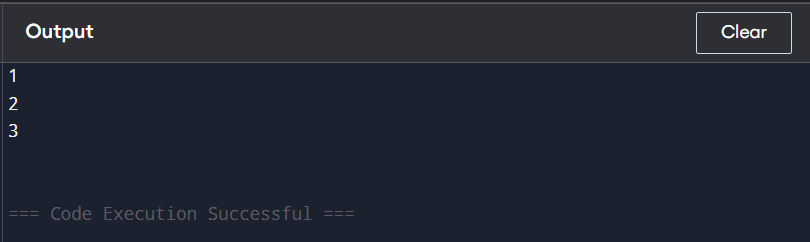 Output
Clear
1
2
3
=== Code Execution Successful ===